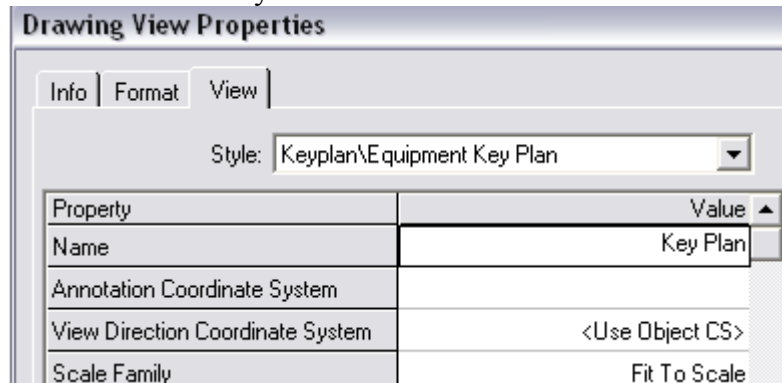 Drawing View Properties
Info Format View
Style: Keyplan\Equipment Key Plan
Property Value
Name Key Plan
Annotation Coordinate System
View Direction Coordinate System <Use Object CS>
Scale Family Fit To Scale